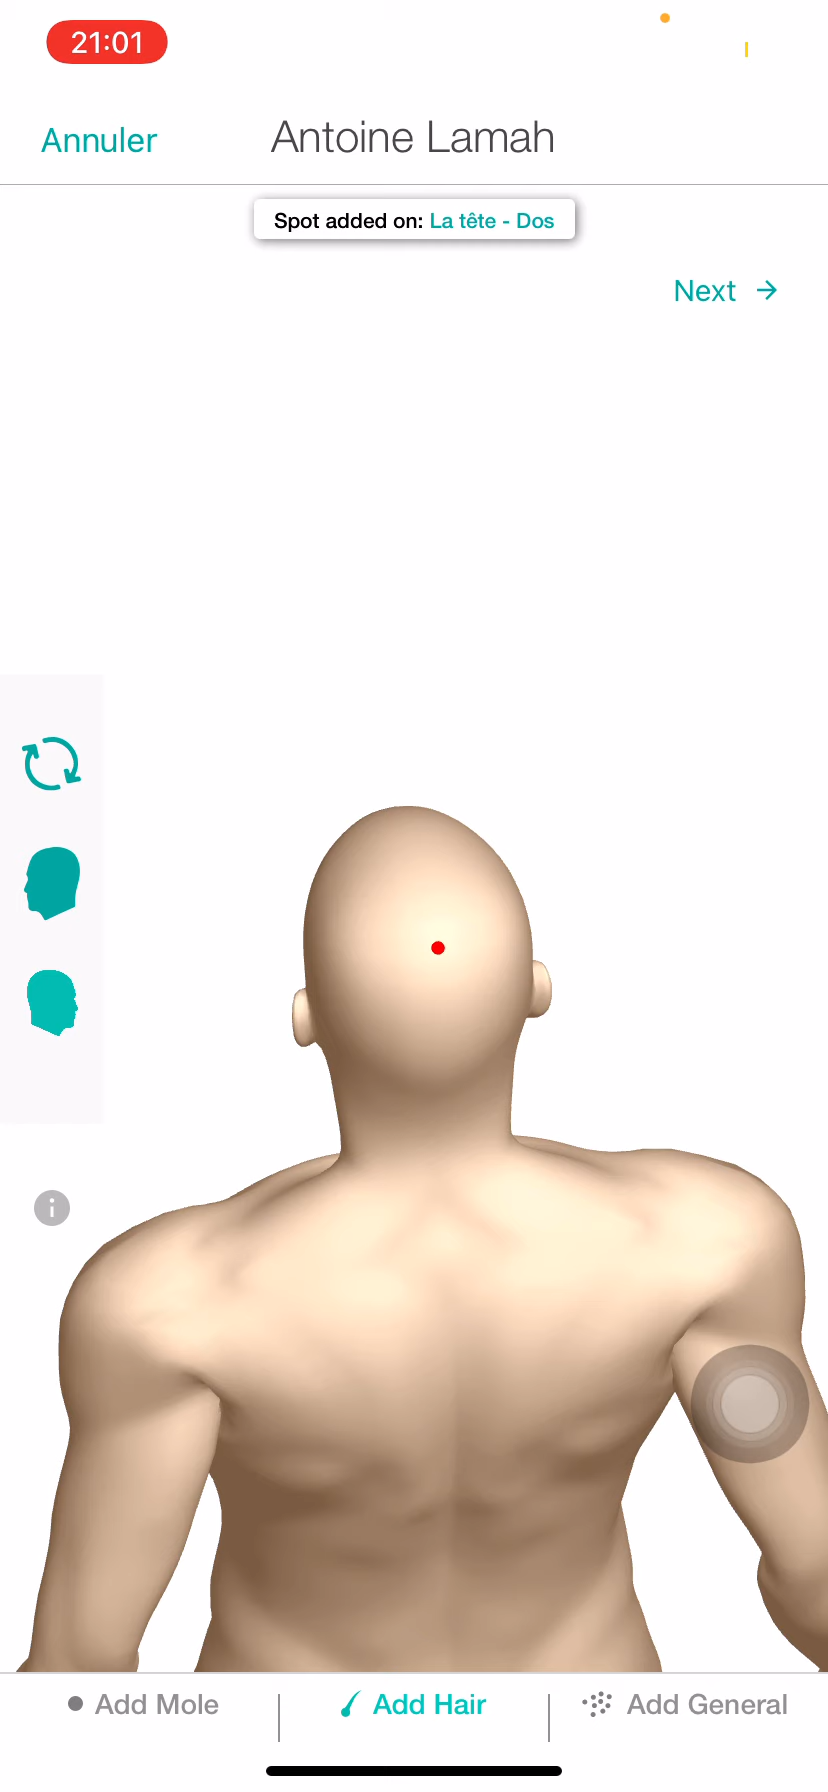 21:01
Annuler
Antoine Lamah
Spot added on: La tête - Dos
Next →
Add Mole
Add Hair
Add General